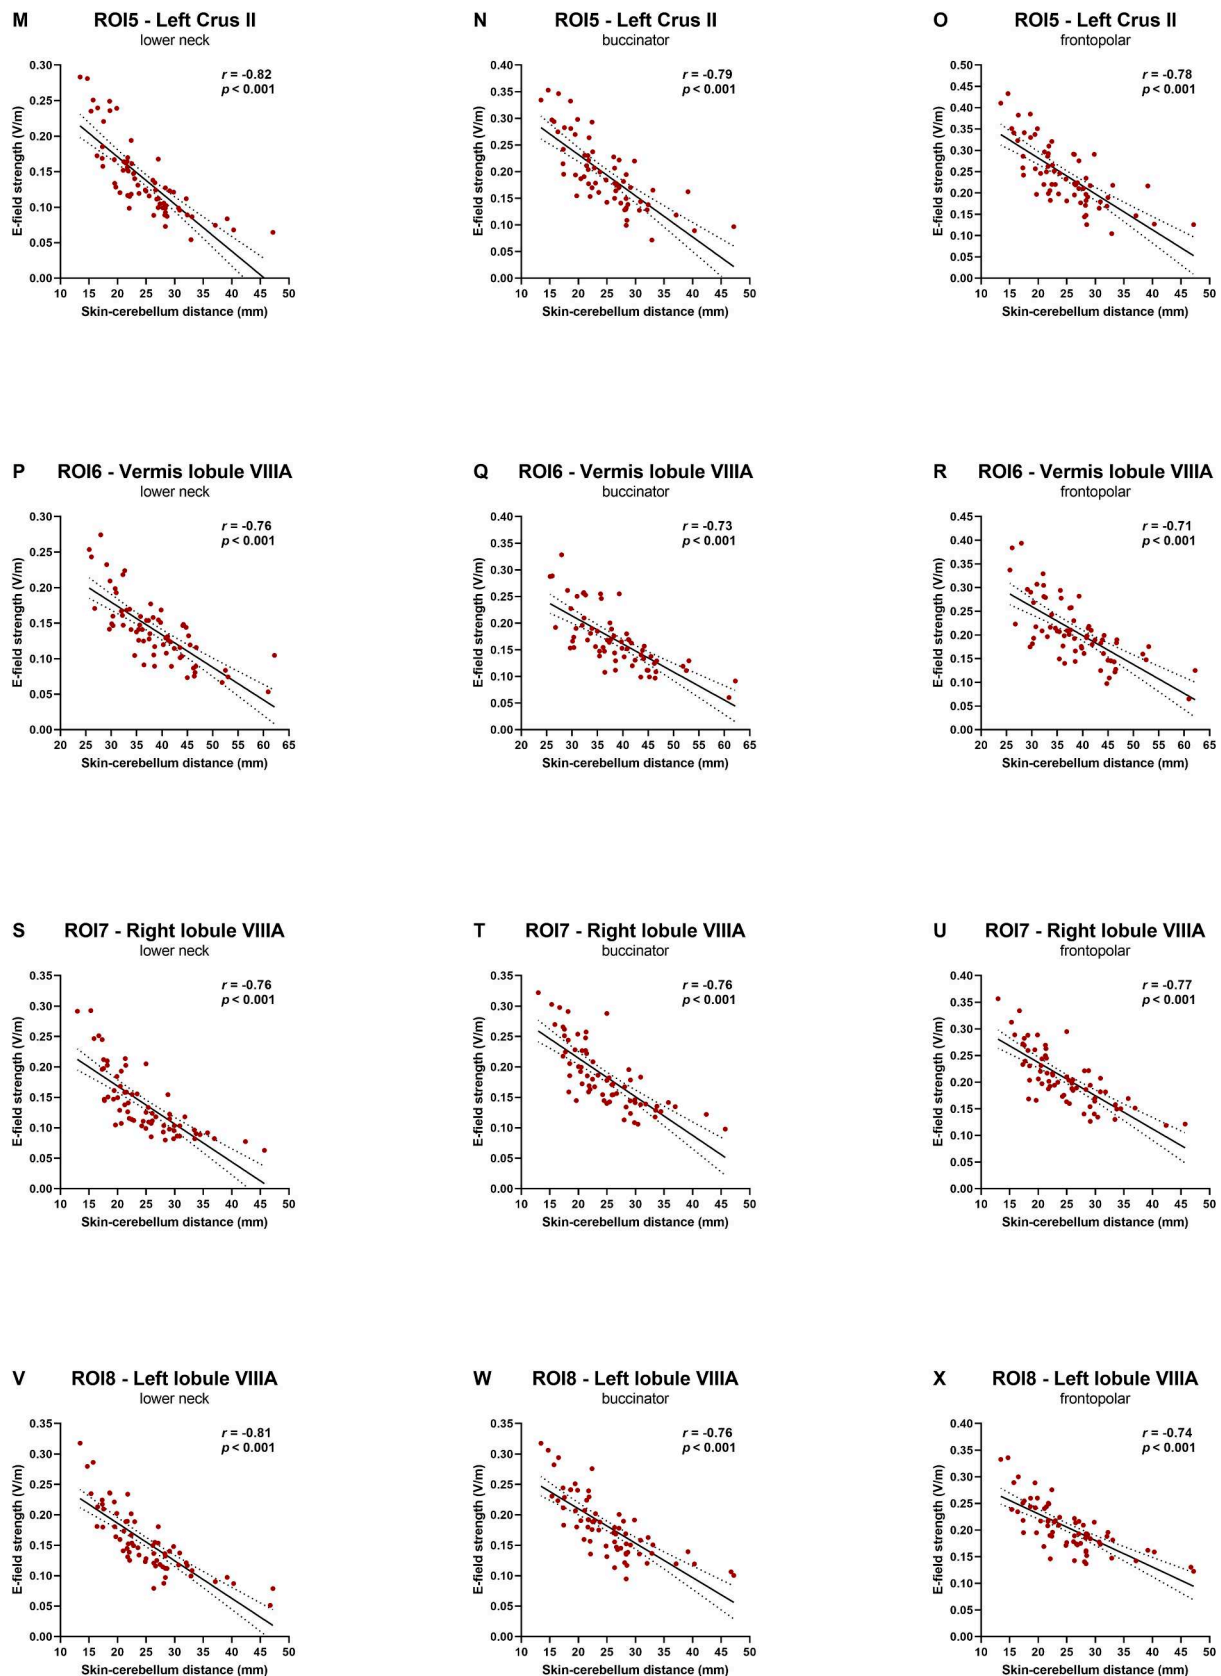 M ROI5 - Left Crus II
lower neck
r = -0.82
p < 0.001
E-field strength (V/m)
0.30
0.25
0.20
0.15
0.10
0.05
0.00
10 15 20 25 30 35 40 45 50
Skin-cerebellum distance (mm)
N ROI5 - Left Crus II
buccinator
r = -0.79
p < 0.001
E-field strength (V/m)
0.40
0.35
0.30
0.25
0.20
0.15
0.10
0.05
0.00
10 15 20 25 30 35 40 45 50
Skin-cerebellum distance (mm)
O ROI5 - Left Crus II
frontopolar
r = -0.78
p < 0.001
E-field strength (V/m)
0.50
0.45
0.40
0.35
0.30
0.25
0.20
0.15
0.10
0.05
0.00
10 15 20 25 30 35 40 45 50
Skin-cerebellum distance (mm)
P ROI6 - Vermis lobule VIIIA
lower neck
r = -0.76
p < 0.001
E-field strength (V/m)
0.30
0.25
0.20
0.15
0.10
0.05
0.00
20 25 30 35 40 45 50 55 60 65
Skin-cerebellum distance (mm)
Q ROI6 - Vermis lobule VIIIA
buccinator
r = -0.73
p < 0.001
E-field strength (V/m)
0.40
0.35
0.30
0.25
0.20
0.15
0.10
0.05
0.00
20 25 30 35 40 45 50 55 60 65
Skin-cerebellum distance (mm)
R ROI6 - Vermis lobule VIIIA
frontopolar
r = -0.71
p < 0.001
E-field strength (V/m)
0.45
0.40
0.35
0.30
0.25
0.20
0.15
0.10
0.05
0.00
20 25 30 35 40 45 50 55 60 65
Skin-cerebellum distance (mm)
S ROI7 - Right lobule VIIIA
lower neck
r = -0.76
p < 0.001
E-field strength (V/m)
0.35
0.30
0.25
0.20
0.15
0.10
0.05
0.00
10 15 20 25 30 35 40 45 50
Skin-cerebellum distance (mm)
T ROI7 - Right lobule VIIIA
buccinator
r = -0.76
p < 0.001
E-field strength (V/m)
0.35
0.30
0.25
0.20
0.15
0.10
0.05
0.00
10 15 20 25 30 35 40 45 50
Skin-cerebellum distance (mm)
U ROI7 - Right lobule VIIIA
frontopolar
r = -0.77
p < 0.001
E-field strength (V/m)
0.40
0.35
0.30
0.25
0.20
0.15
0.10
0.05
0.00
10 15 20 25 30 35 40 45 50
Skin-cerebellum distance (mm)
V ROI8 - Left lobule VIIIA
lower neck
r = -0.81
p < 0.001
E-field strength (V/m)
0.35
0.30
0.25
0.20
0.15
0.10
0.05
0.00
10 15 20 25 30 35 40 45 50
Skin-cerebellum distance (mm)
W ROI8 - Left lobule VIIIA
buccinator
r = -0.76
p < 0.001
E-field strength (V/m)
0.35
0.30
0.25
0.20
0.15
0.10
0.05
0.00
10 15 20 25 30 35 40 45 50
Skin-cerebellum distance (mm)
X ROI8 - Left lobule VIIIA
frontopolar
r = -0.74
p < 0.001
E-field strength (V/m)
0.40
0.35
0.30
0.25
0.20
0.15
0.10
0.05
0.00
10 15 20 25 30 35 40 45 50
Skin-cerebellum distance (mm)